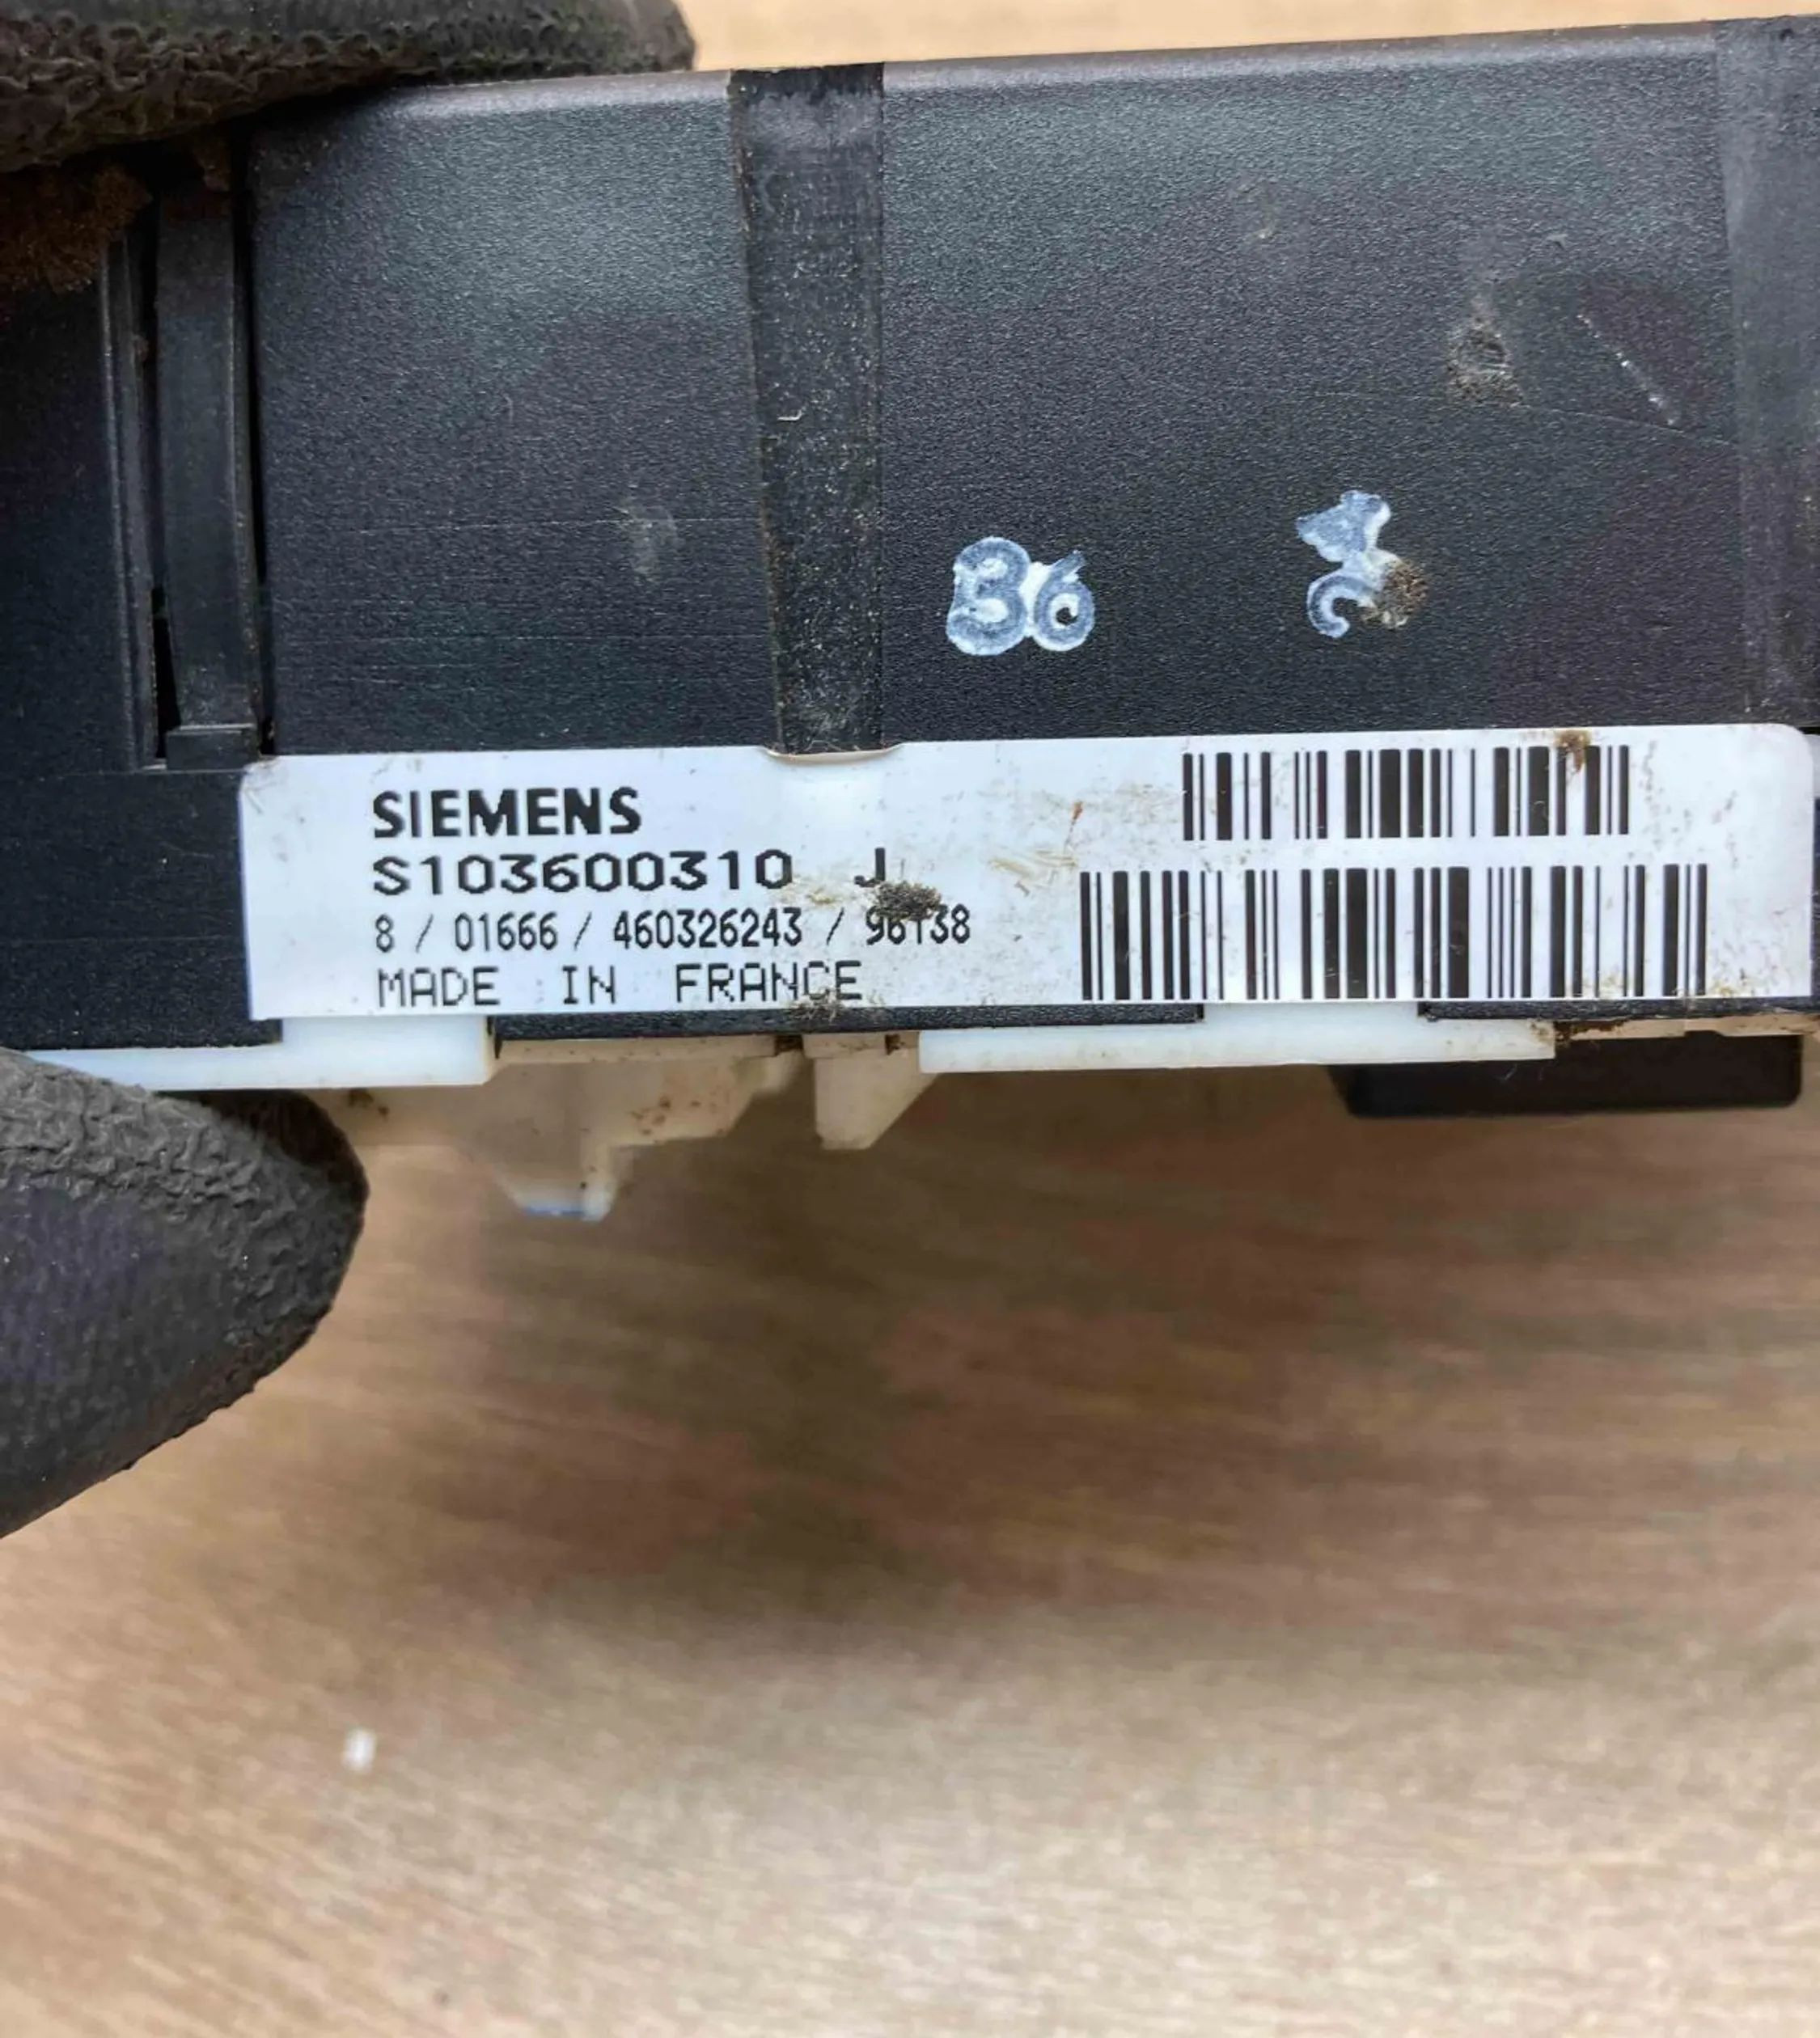 36
SIEMENS
S103600310 J
8 / 01666 / 460326243 / 96138
MADE IN FRANCE